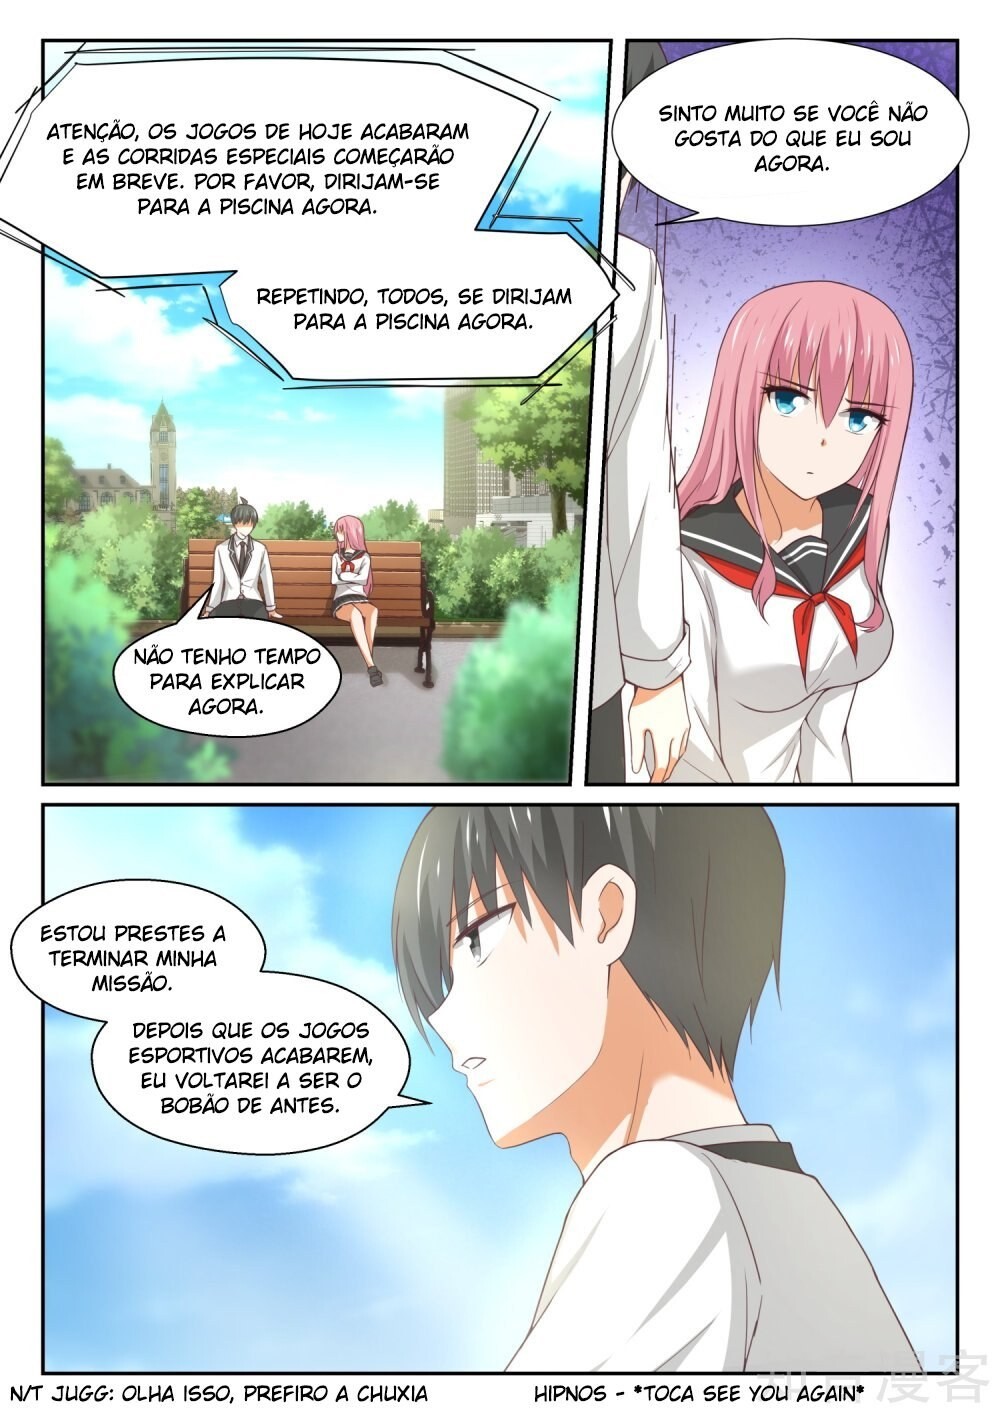 ATENÇÃO, OS JOGOS DE HOJE ACABARAM
E AS CORRIDAS ESPECIAIS COMEÇARÃO
EM BREVE. POR FAVOR, DIRIJAM-SE
PARA A PISCINA AGORA.
REPETINDO, TODOS, SE DIRIJAM
PARA A PISCINA AGORA.
NÃO TENHO TEMPO
PARA EXPLICAR
AGORA.
SINTO MUITO SE VOCÊ NÃO
GOSTA DO QUE EU SOU
AGORA.
ESTOU PRESTES A
TERMINAR MINHA
MISSÃO.
DEPOIS QUE OS JOGOS
ESPORTIVOS ACABAREM,
EU VOLTAREI A SER O
BOBÃO DE ANTES.
N/T JUGG: OLHA ISSO, PREFIRO A CHUXIA
HIPNOS - *TOCA SEE YOU AGAIN*
漫客